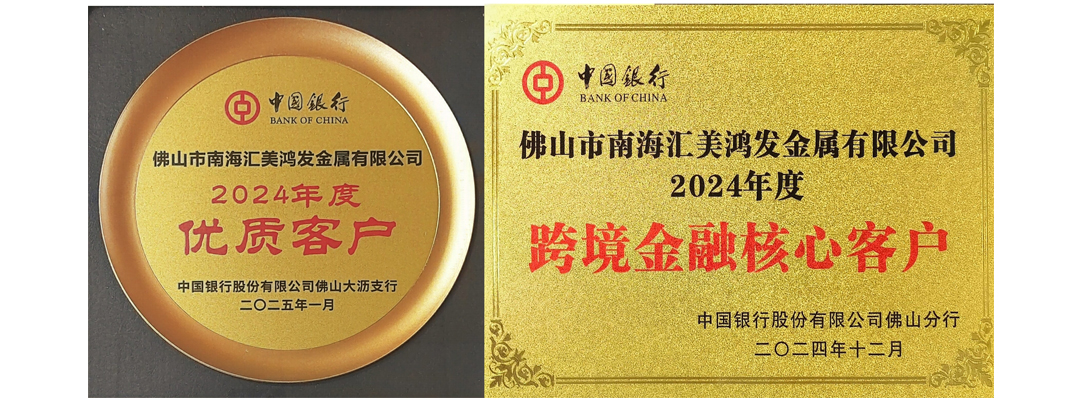 中国银行
BANK OF CHINA
佛山市南海汇美鸿发金属有限公司
2024年度
优质客户
中国银行股份有限公司佛山大沥支行
二〇二五年一月
中国银行
BANK OF CHINA
佛山市南海汇美鸿发金属有限公司
2024年度
跨境金融核心客户
中国银行股份有限公司佛山分行
二〇二四年十二月